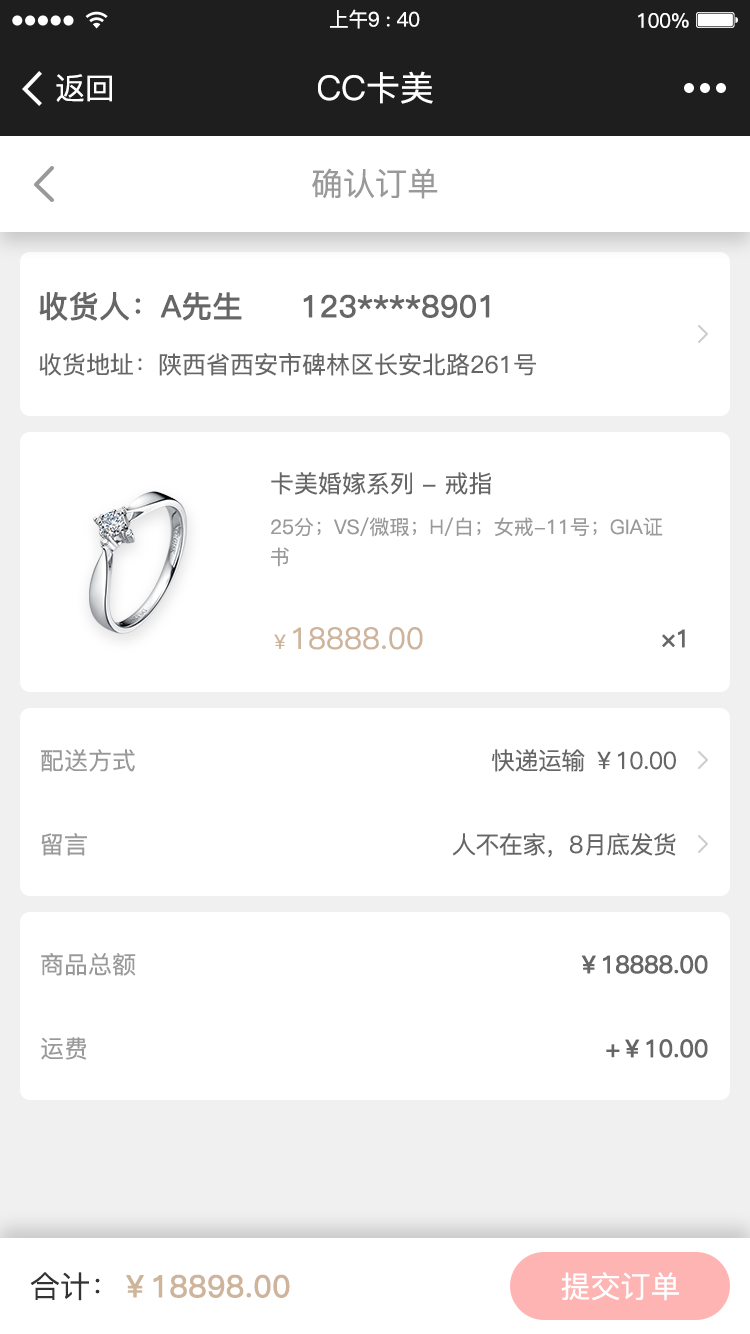 上午9 : 40
100%
返回
CC卡美
确认订单
收货人：A先生 123****8901
收货地址：陕西省西安市碑林区长安北路261号
卡美婚嫁系列 – 戒指
25分；VS/微瑕；H/白；女戒–11号；GIA证
书
¥18888.00
×1
配送方式
快递运输 ¥10.00
留言
人不在家，8月底发货
商品总额
¥18888.00
运费
+¥10.00
合计：¥18898.00
提交订单